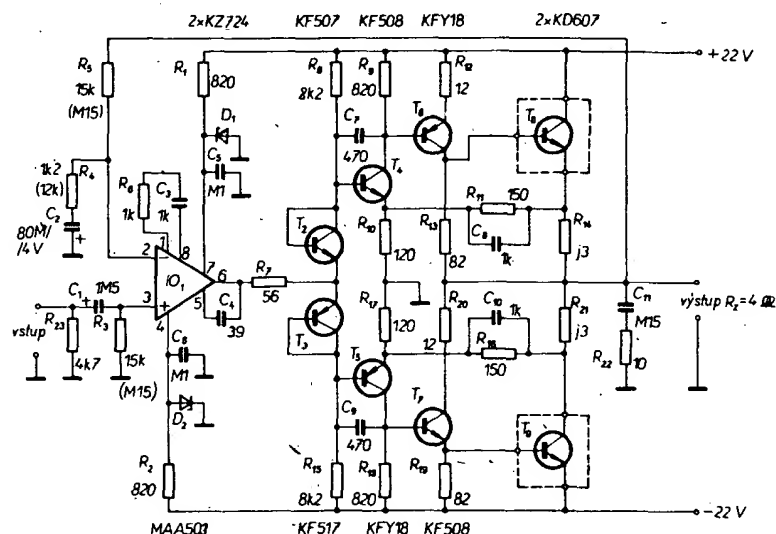 2×KZ724 KF507 KF508 KFY18 2×KD607
R5
15k
(M15)
R1
820
R8
8k2
R9
820
R12
12
+22V
D1
C5
M1
C7
470
T6
T8
1k2
(12k)
R4
C2
80M/
/4V
R6
1k
C3
1k
T4
R11
150
C8
1k
R14
j3
T2
R10
120
R13
82
1
8
2
7
IO1
6
3
5
4
R7
56
C1
1M5
C4
39
vstup
R23
4k7
R3
15k
(M15)
C6
M1
T3
R17
120
R20
12
C10
1k
R16
150
R21
j3
C11
M15
R22
10
výstup Rz=4 Ω
T5
C9
470
T7
T9
D2
R2
820
R15
8k2
R18
820
R19
82
-22V
MAA503 KF517 KFY18 KF508